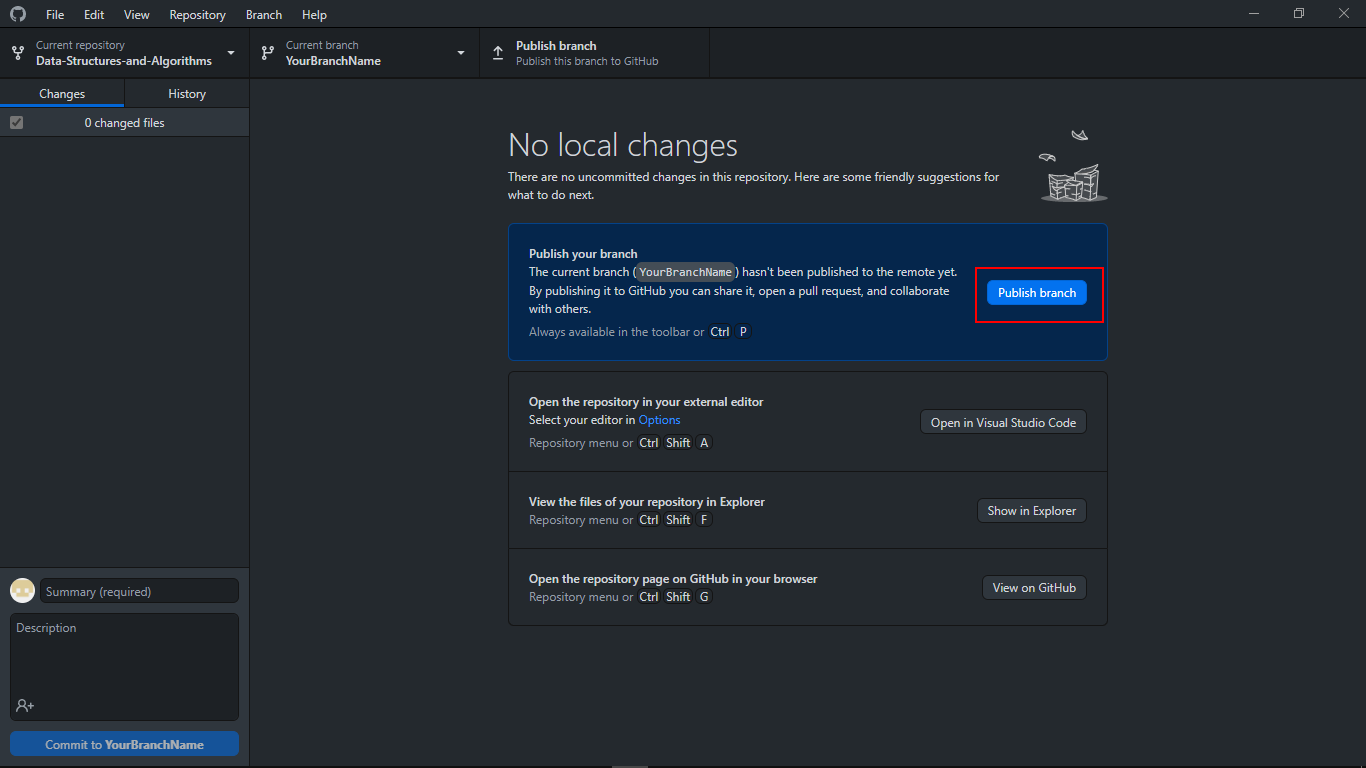 File Edit View Repository Branch Help
Current repository
Data-Structures-and-Algorithms
Current branch
YourBranchName
Publish branch
Publish this branch to GitHub
Changes History
0 changed files
No local changes
There are no uncommitted changes in this repository. Here are some friendly suggestions for
what to do next.
Publish your branch
The current branch (YourBranchName) hasn't been published to the remote yet.
By publishing it to GitHub you can share it, open a pull request, and collaborate
with others.
Always available in the toolbar or Ctrl P
Publish branch
Open the repository in your external editor
Select your editor in Options
Repository menu or Ctrl Shift A
Open in Visual Studio Code
View the files of your repository in Explorer
Repository menu or Ctrl Shift F
Show in Explorer
Open the repository page on GitHub in your browser
Repository menu or Ctrl Shift G
View on GitHub
Summary (required)
Description
Commit to YourBranchName